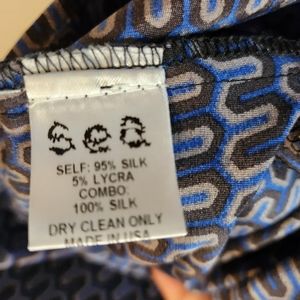 sea
SELF: 95% SILK
5% LYCRA
COMBO:
100% SILK
DRY CLEAN ONLY
MADE IN USA